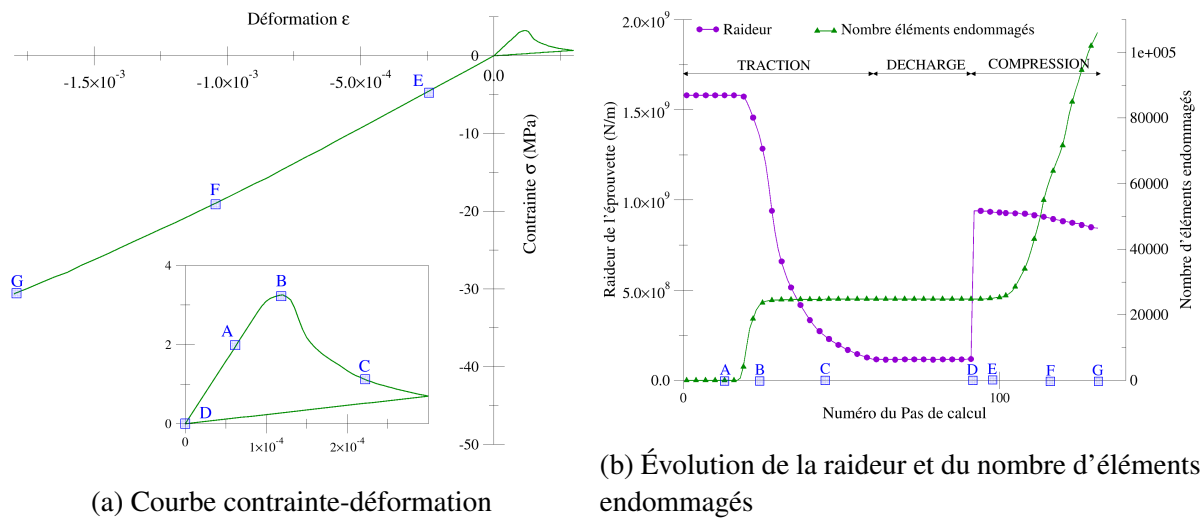 Déformation ε
-1.5×10⁻³
-1.0×10⁻³
-5.0×10⁻⁴
0.0
0
-10
-20
-30
-40
-50
Contrainte σ (MPa)
E
F
G
4
2
0
A
B
C
D
0
1×10⁻⁴
2×10⁻⁴
(a) Courbe contrainte-déformation
2.0×10⁹
1.5×10⁹
1.0×10⁹
5.0×10⁸
0.0
Raideur de l'éprouvette (N/m)
Raideur
Nombre éléments endommagés
TRACTION
DECHARGE
COMPRESSION
1e+005
80000
60000
40000
20000
0
Nombre d'éléments endommagés
A
B
C
D
E
F
G
0
100
Numéro du Pas de calcul
(b) Évolution de la raideur et du nombre d'éléments
endommagés